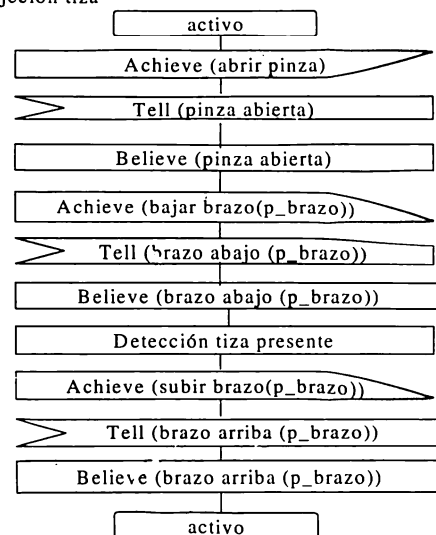 tiza
activo
Achieve (abrir pinza)
Tell (pinza abierta)
Believe (pinza abierta)
Achieve (bajar brazo(p_brazo))
Tell (brazo abajo (p_brazo))
Believe (brazo abajo (p_brazo))
Detección tiza presente
Achieve (subir brazo(p_brazo))
Tell (brazo arriba (p_brazo))
Believe (brazo arriba (p_brazo))
activo